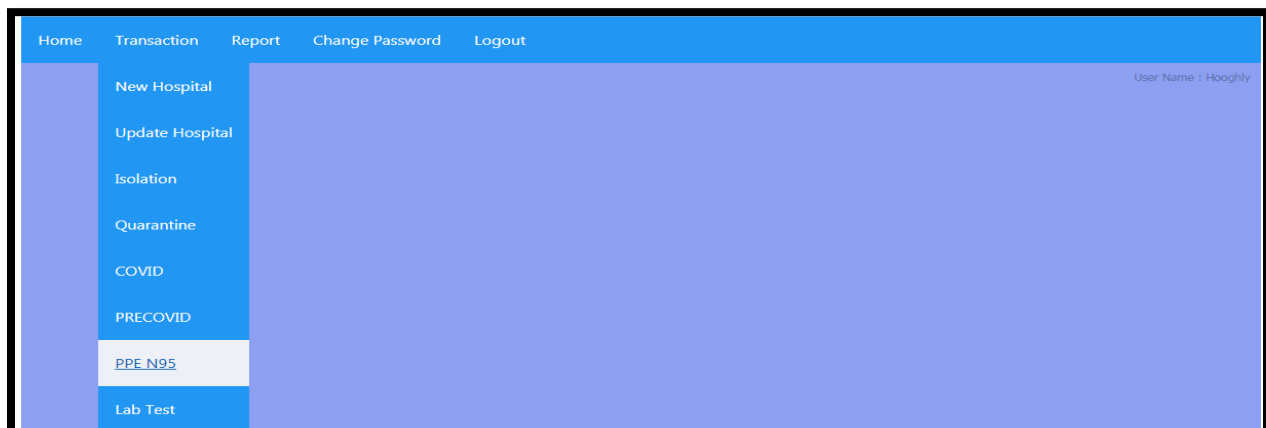 Home Transaction Report Change Password Logout
User Name : Hooghly
New Hospital
Update Hospital
Isolation
Quarantine
COVID
PRECOVID
PPE N95
Lab Test